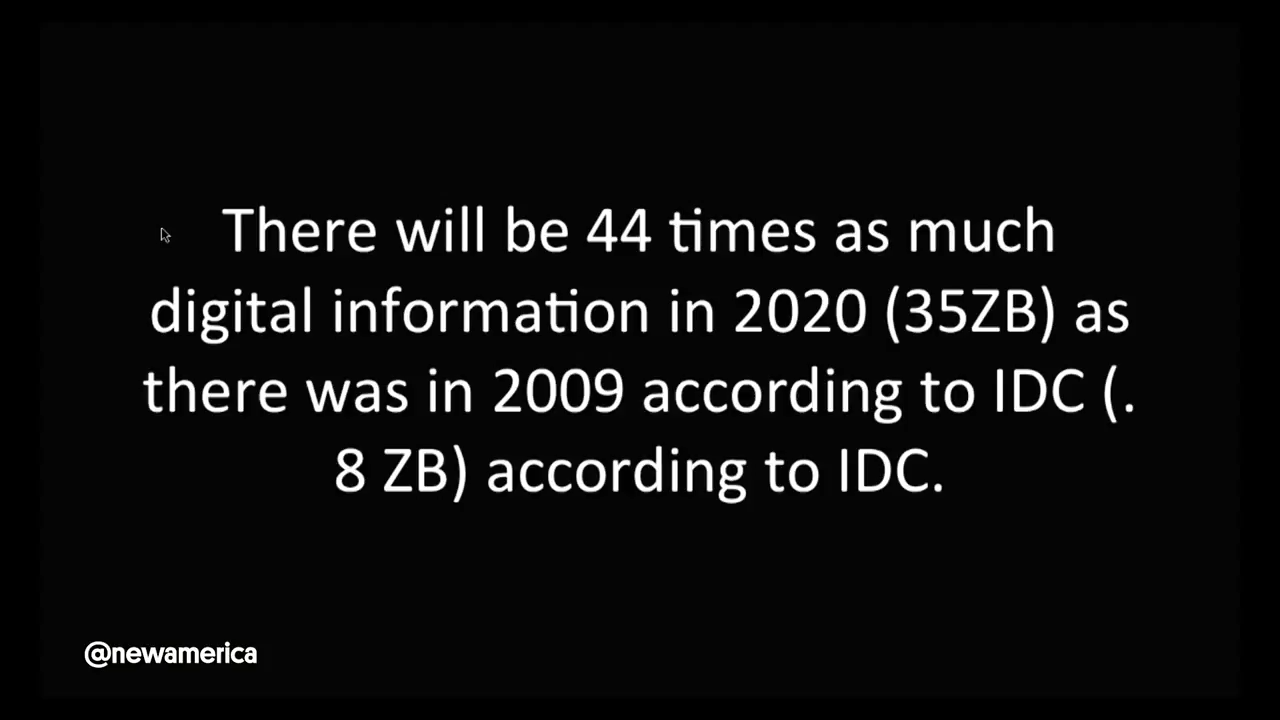 There will be 44 times as much
digital information in 2020 (35ZB) as
there was in 2009 according to IDC (.
8 ZB) according to IDC.
@newamerica